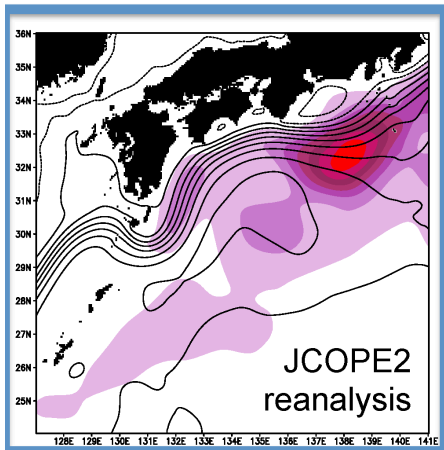 36N
35N
34N
33N
32N
31N
30N
29N
28N
27N
26N
25N
JCOPE2
reanalysis
128E 129E 130E 131E 132E 133E 134E 135E 136E 137E 138E 139E 140E 141E